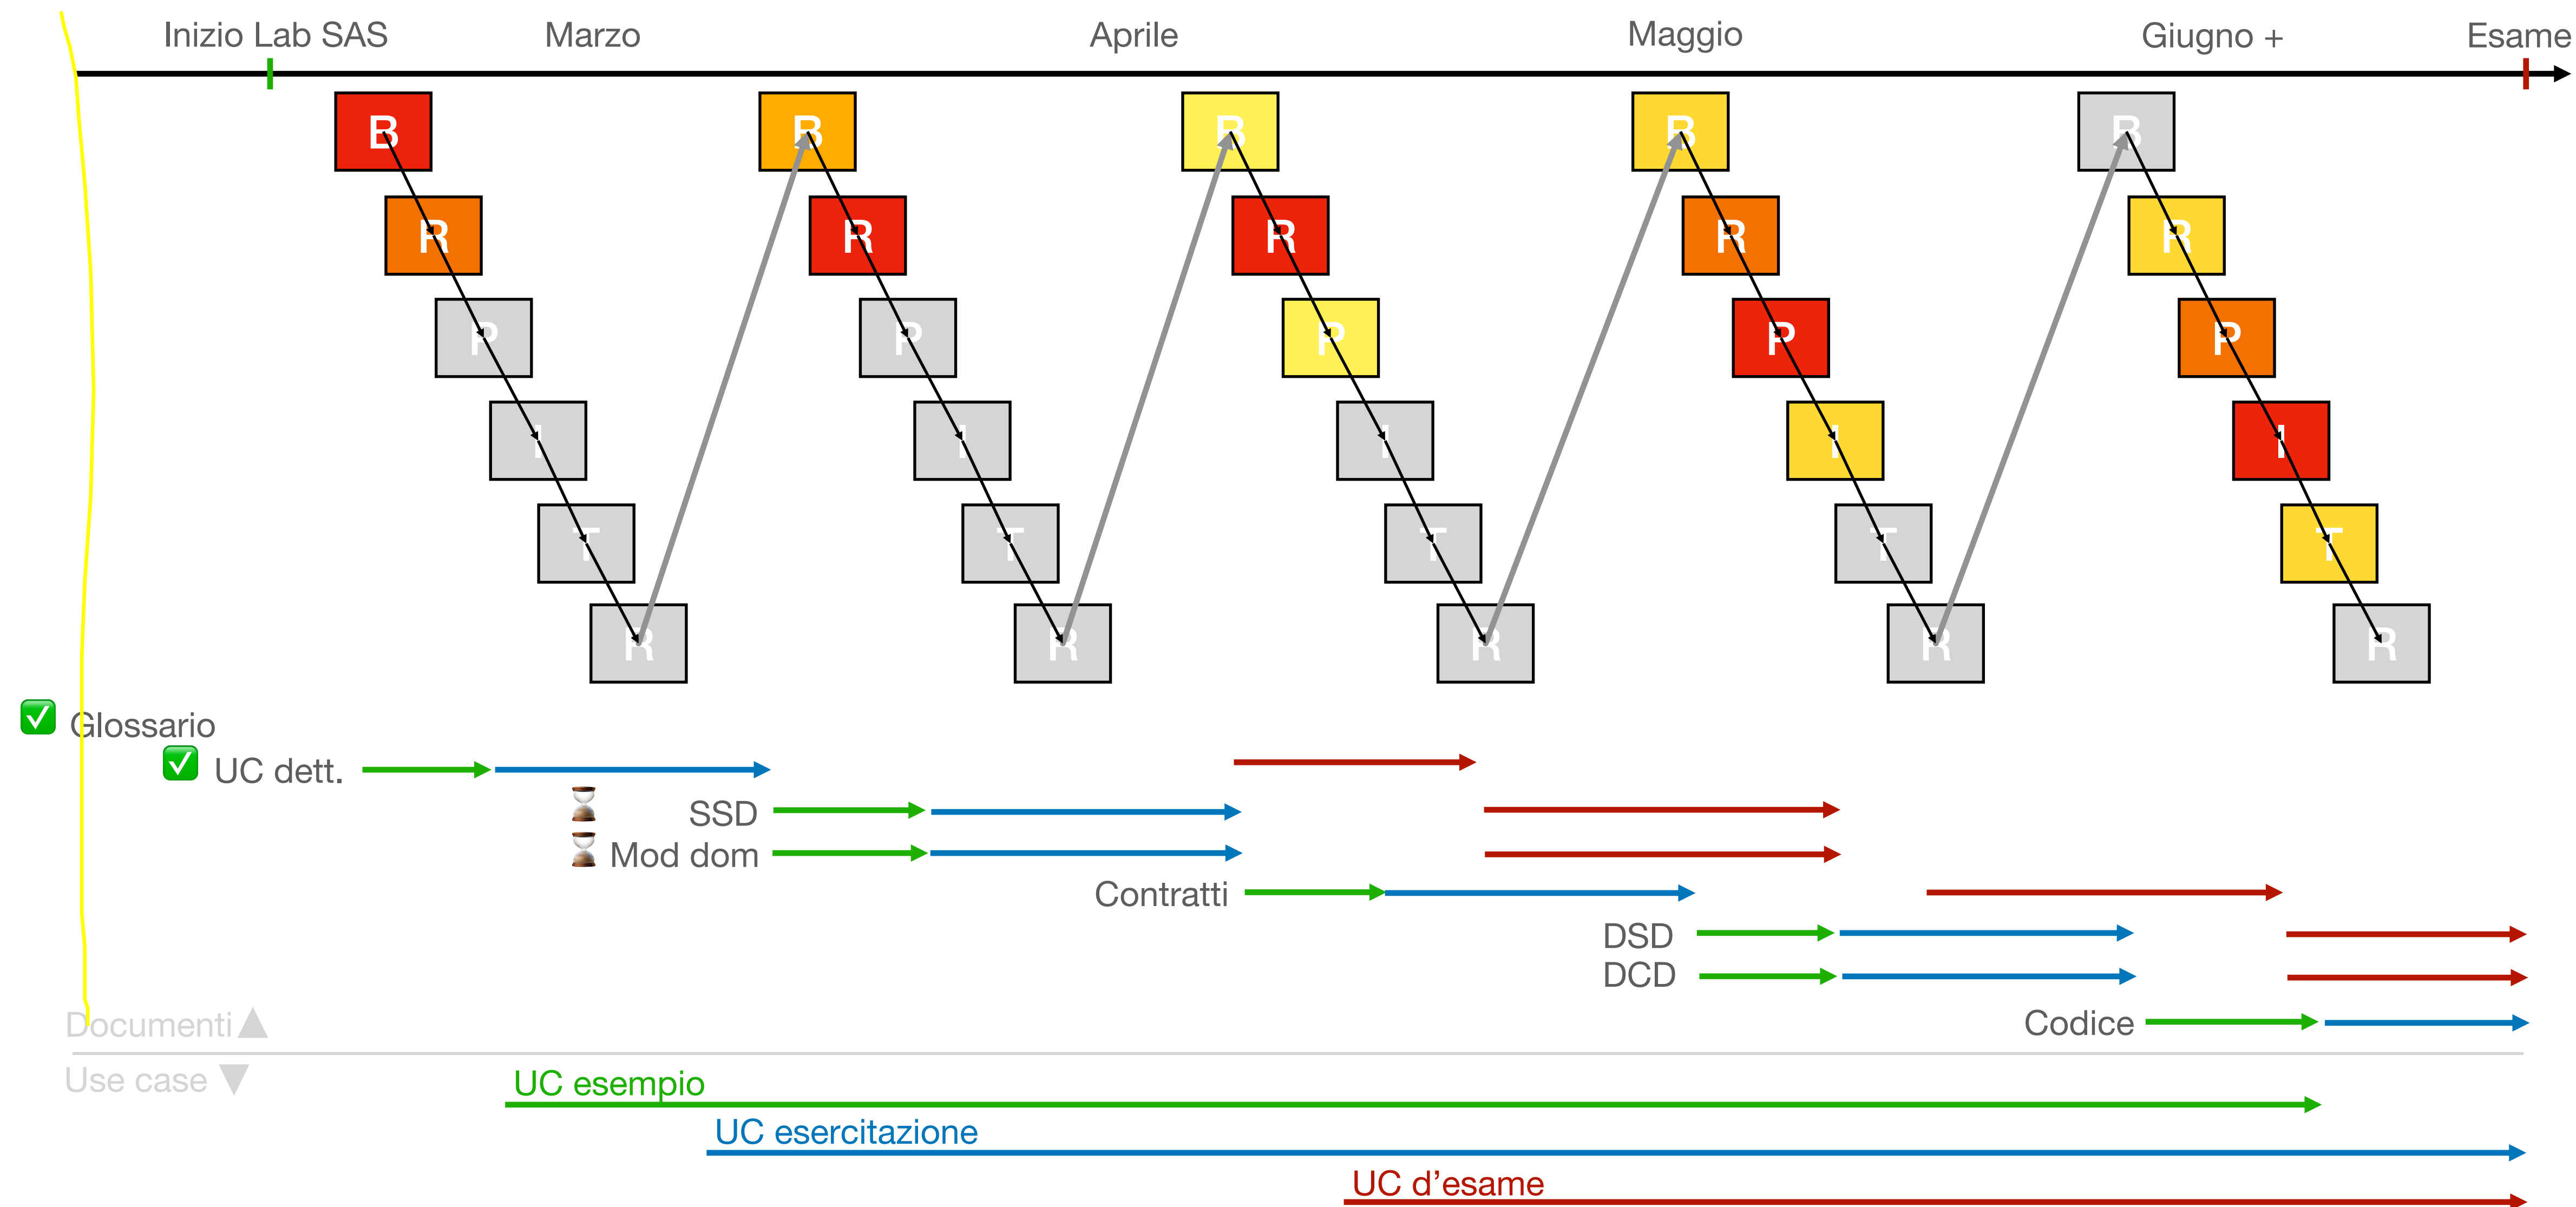 Inizio Lab SAS Marzo Aprile Maggio Giugno + Esame
B B B B B
R R R R R
P P P P P
I I I I I
T T T T T
R R R R R
Glossario
UC dett.
SSD
Mod dom
Contratti
DSD
DCD
Codice
Documenti
Use case
UC esempio
UC esercitazione
UC d'esame